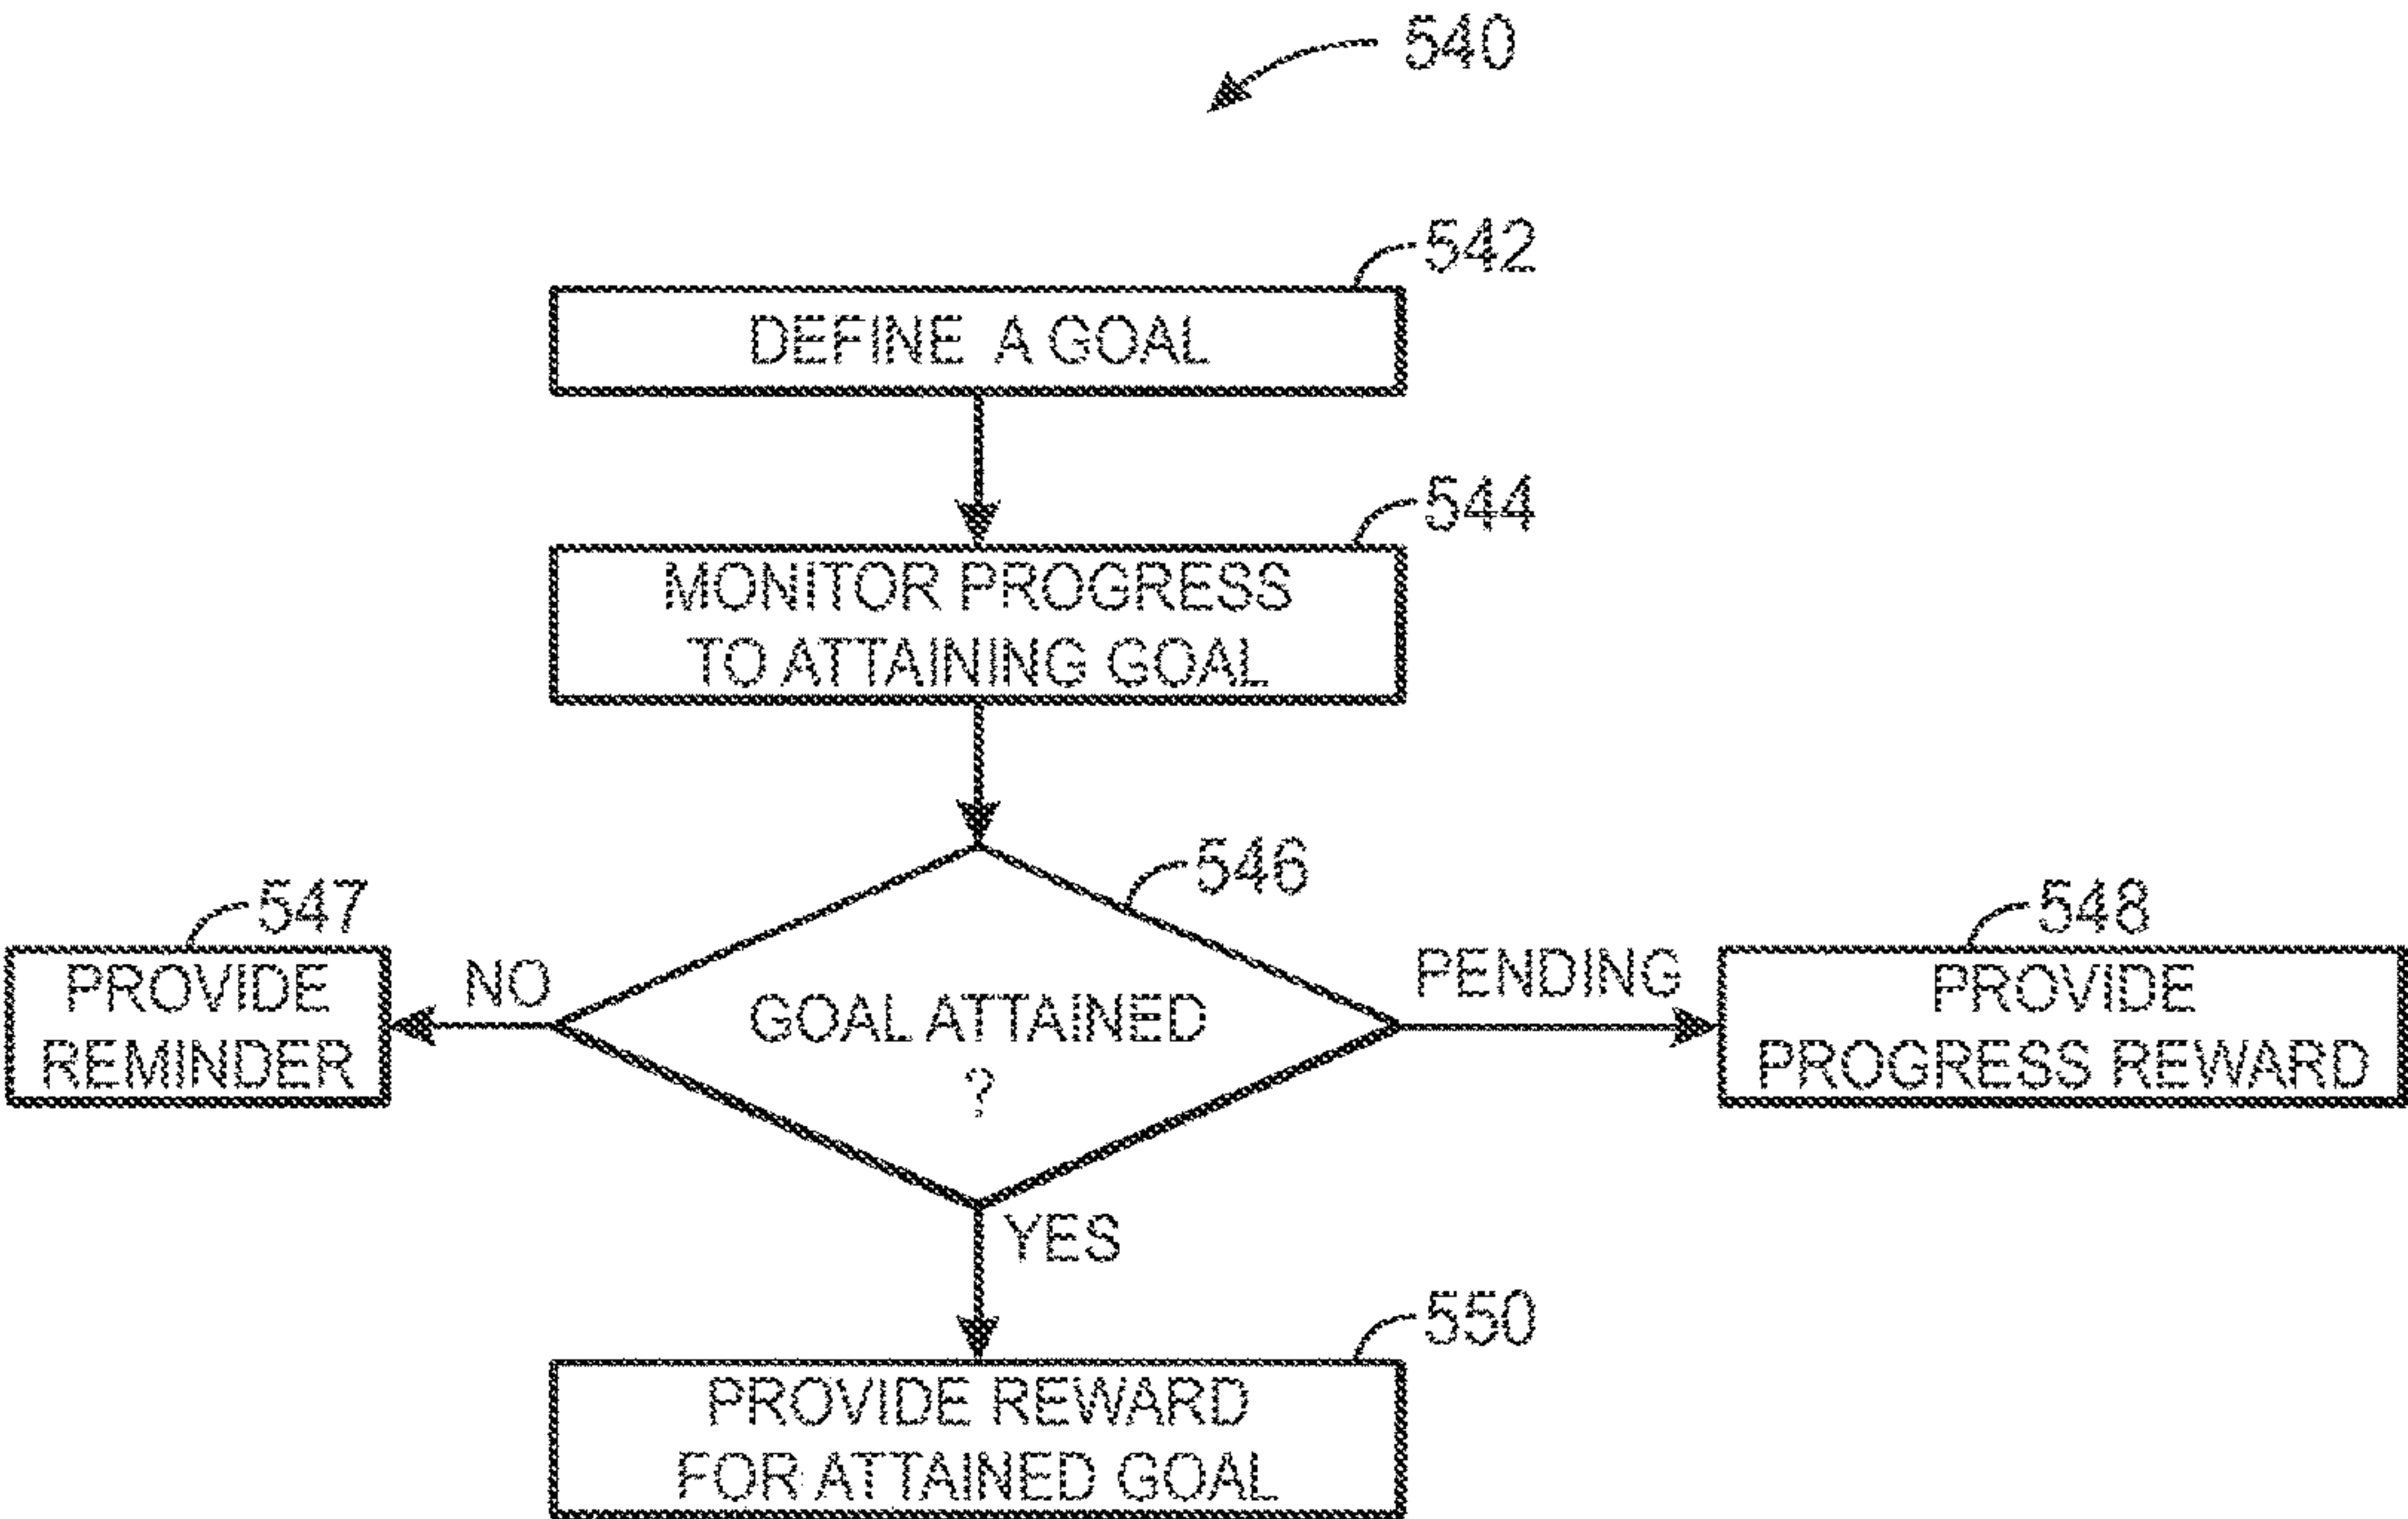 540
542
DEFINE A GOAL
544
MONITOR PROGRESS
TO ATTAINING GOAL
546
547
548
PROVIDE
REMINDER
NO
GOAL ATTAINED
?
PENDING
PROVIDE
PROGRESS REWARD
YES
550
PROVIDE REWARD
FOR ATTAINED GOAL